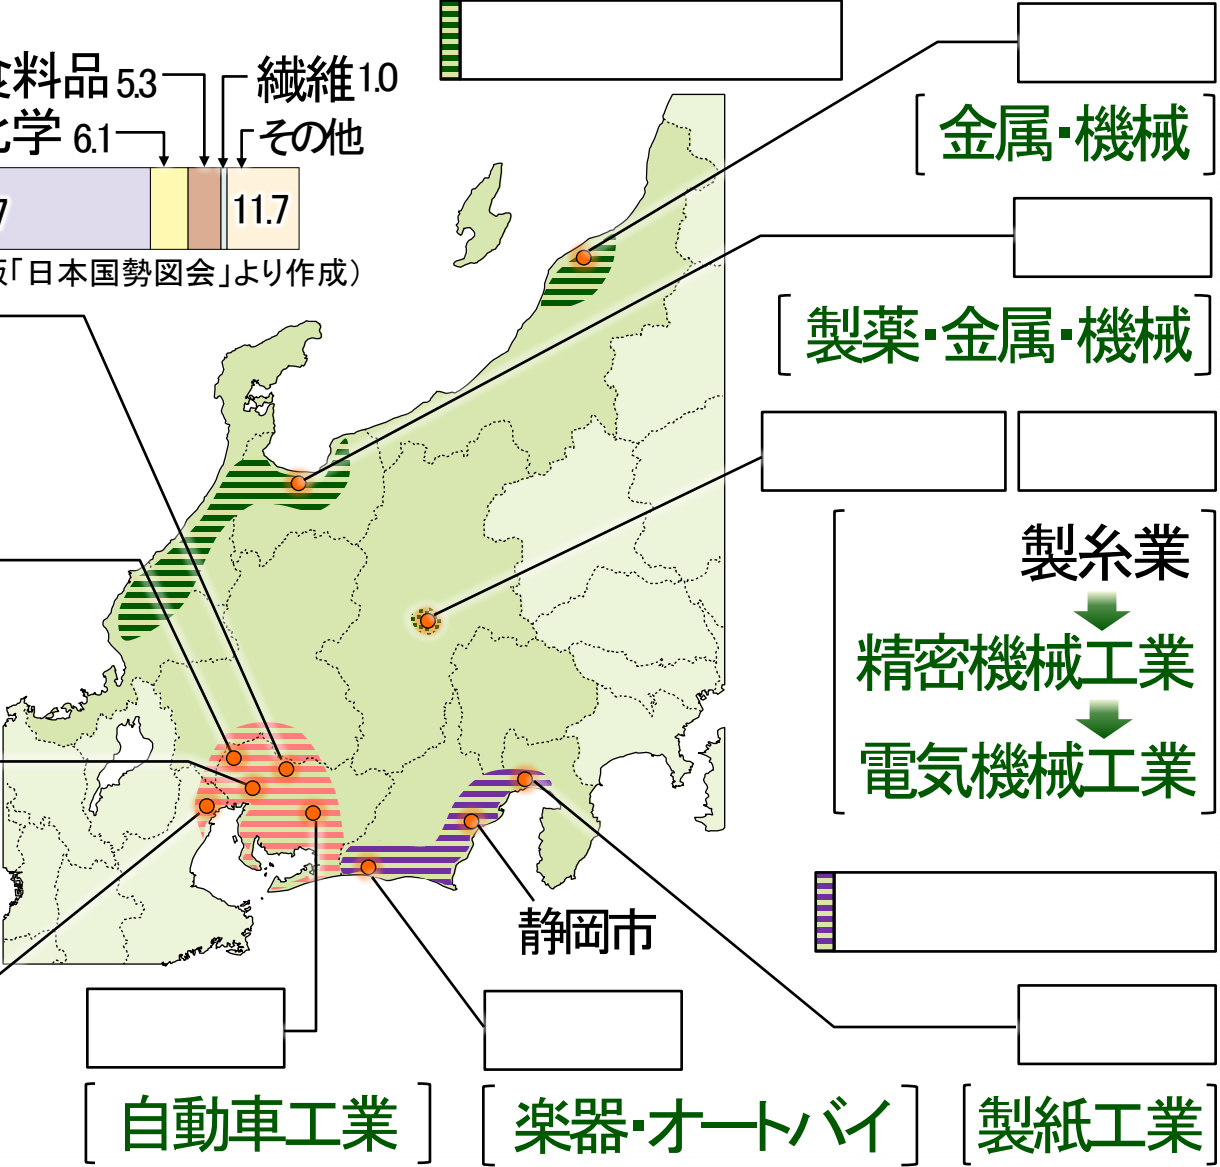 料品 5.3
繊維 1.0
学 6.1
その他
7
11.7
「日本国勢図会」より作成）
［金属・機械］
［製薬・金属・機械］
製糸業
精密機械工業
電気機械工業
静岡市
［自動車工業］
［楽器・オートバイ］
［製紙工業］